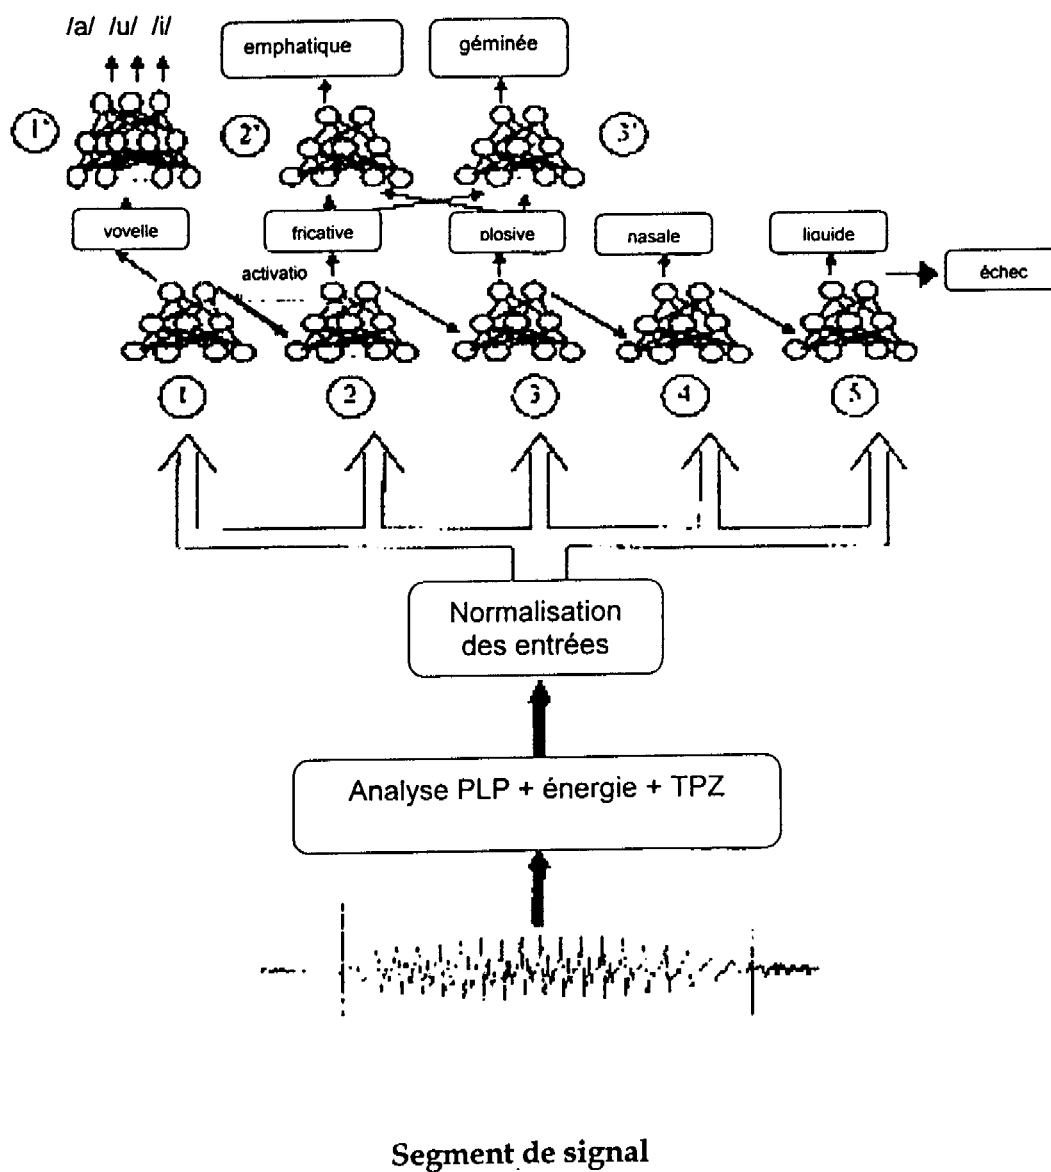 /a/ /u/ /i/
emphatique
géminée
1'
2'
3'
vovelle
fricative
plosive
nasale
liquide
activatio
échec
1
2
3
4
5
Normalisation
des entrées
Analyse PLP + énergie + TPZ
Segment de signal